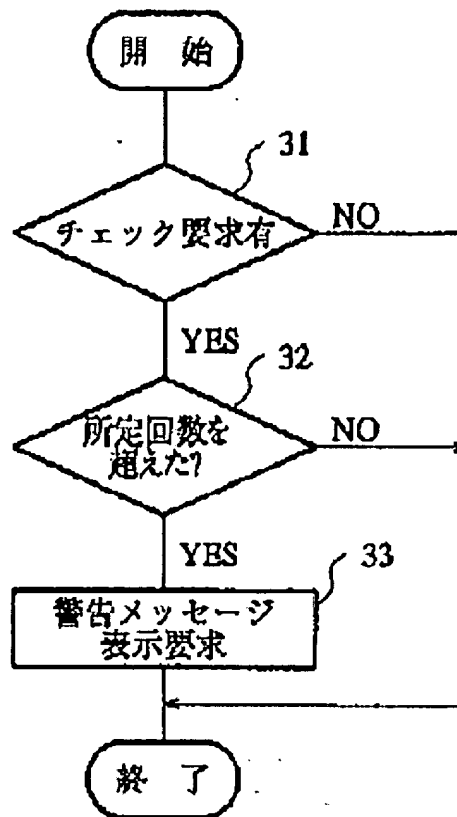 開 始
31
チェック要求有
NO
YES
32
所定回数を
超えた?
NO
YES
33
警告メッセージ
表示要求
終 了